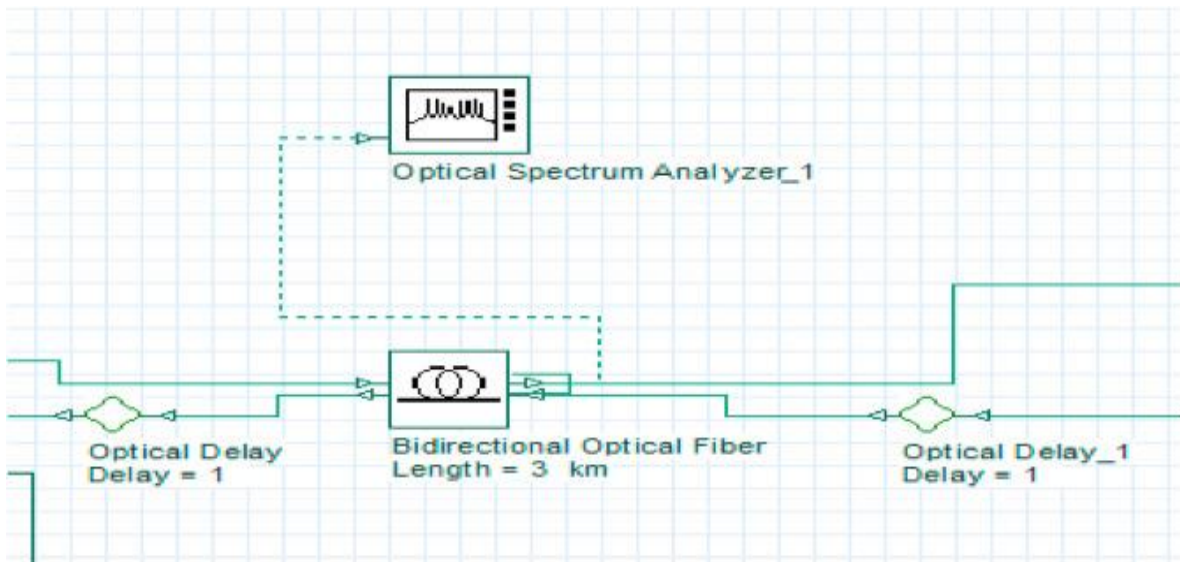 Optical Spectrum Analyzer_1
Optical Delay
Delay = 1
Bidirectional Optical Fiber
Length = 3 km
Optical Delay_1
Delay = 1